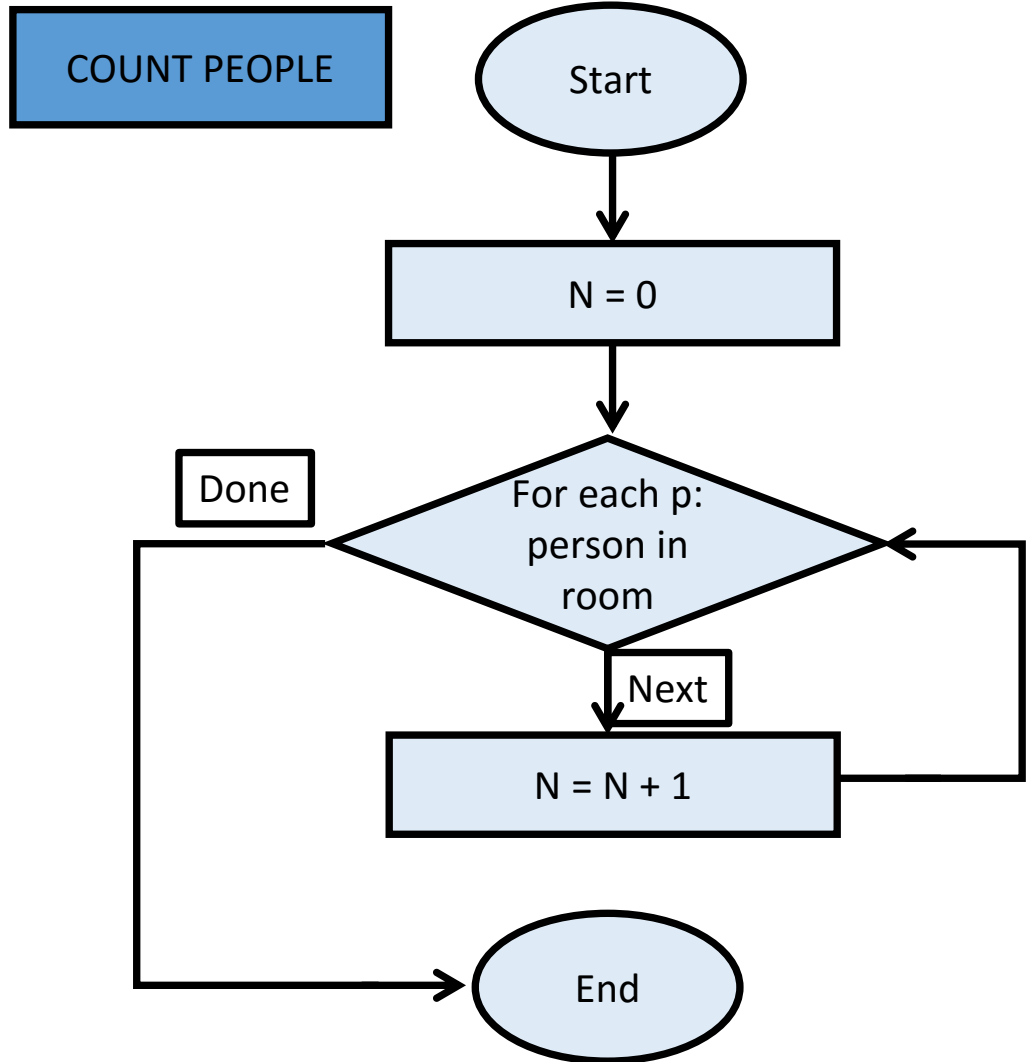 COUNT PEOPLE
Start
N = 0
Done
For each p:
person in
room
Next
N = N + 1
End